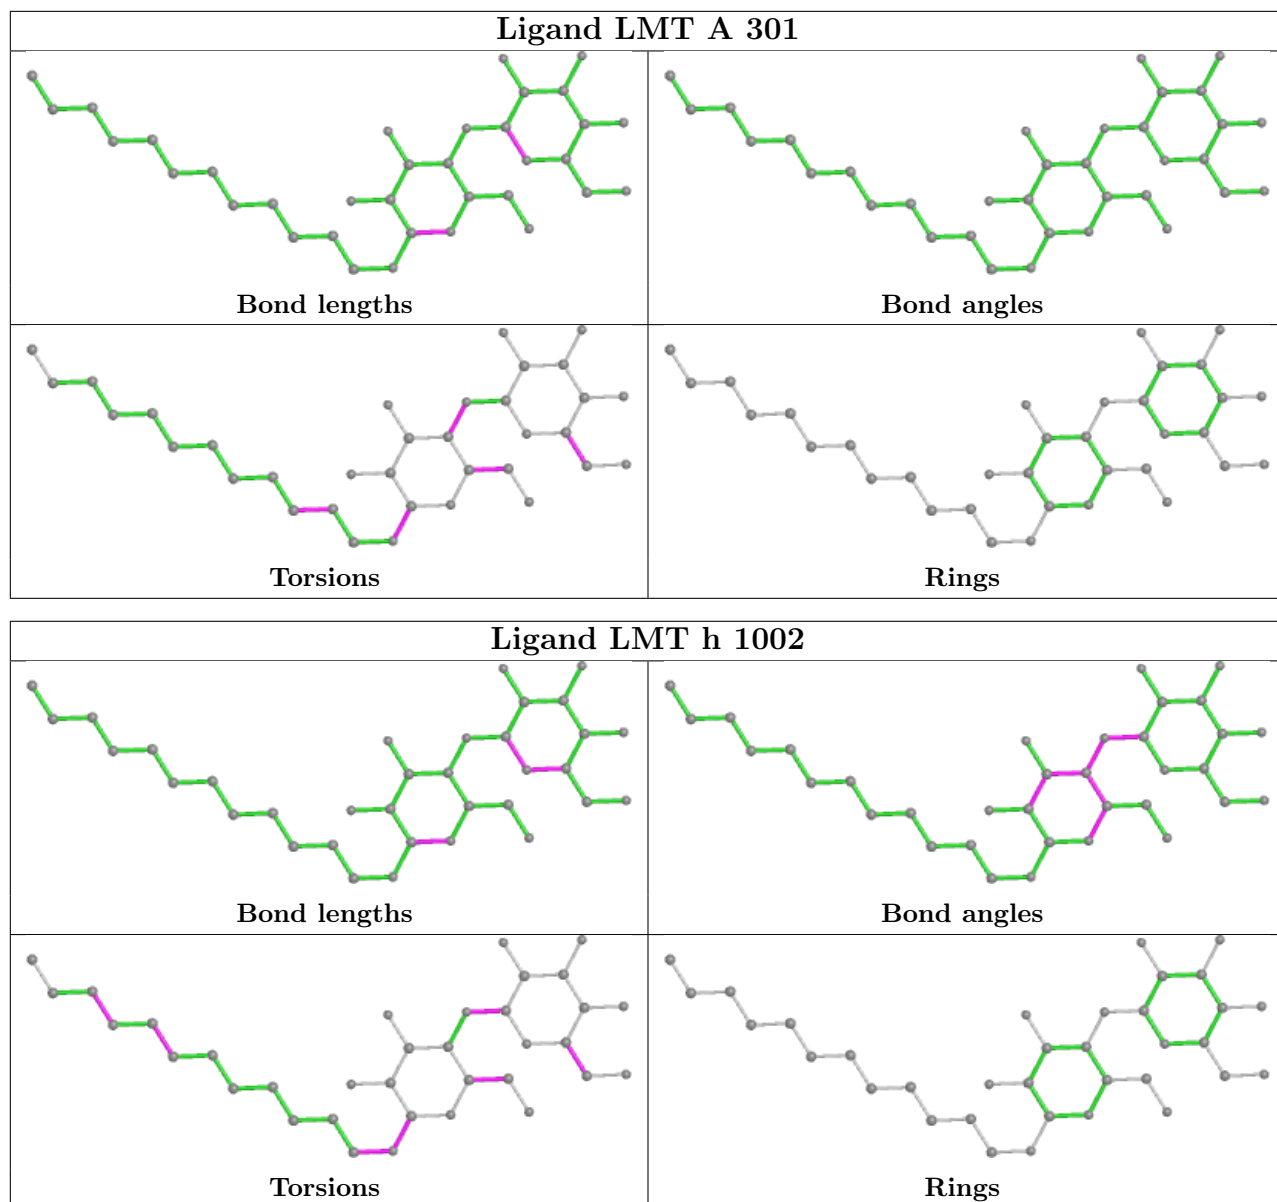 Ligand LMT A 301
Bond lengths
Bond angles
Torsions
Rings
Ligand LMT h 1002
Bond lengths
Bond angles
Torsions
Rings